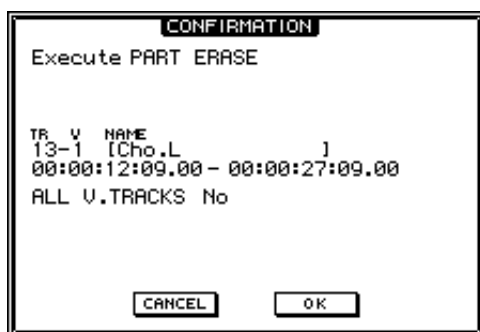 CONFIRMATION
Execute PART ERASE
TR V NAME
13-1 [Cho.L ]
00:00:12:09.00 - 00:00:27:09.00
ALL V.TRACKS No
CANCEL OK